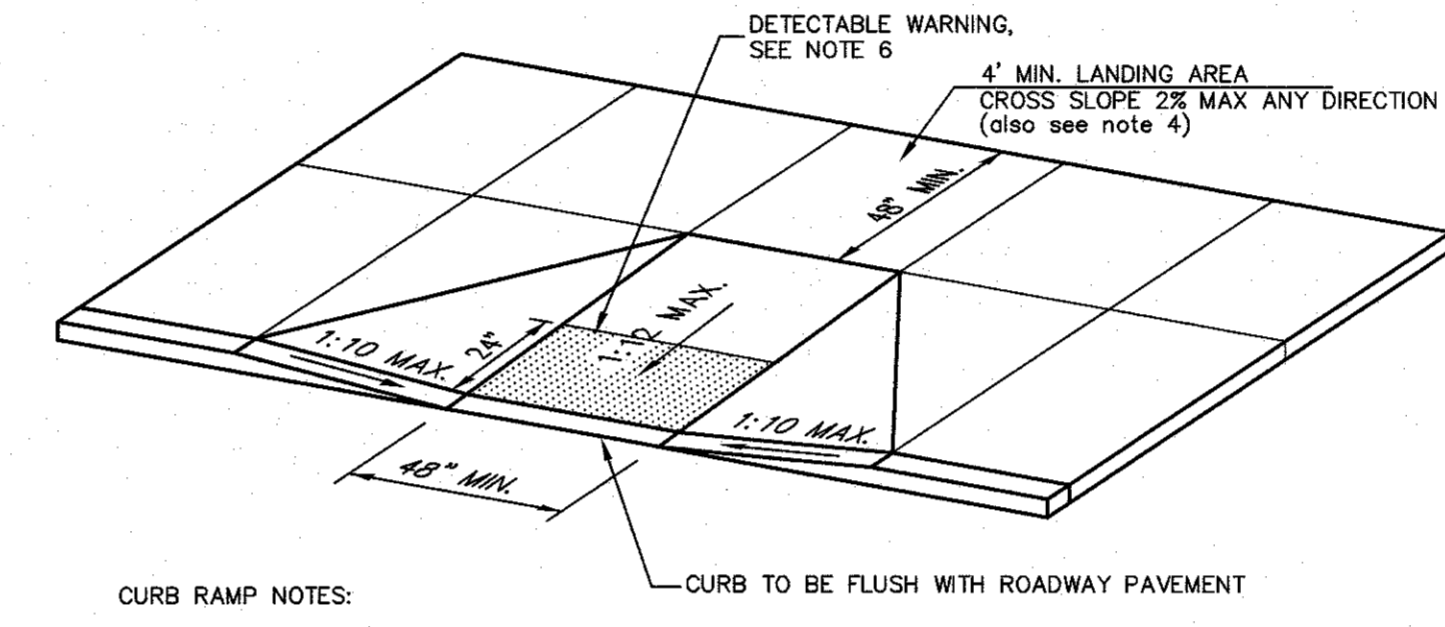 DETECTABLE WARNING,
SEE NOTE 6
4' MIN. LANDING AREA
CROSS SLOPE 2% MAX ANY DIRECTION
(also see note 4)
48" MIN.
1:12 MAX.
24"
1:10 MAX.
1:10 MAX.
48" MIN.
CURB TO BE FLUSH WITH ROADWAY PAVEMENT
CURB RAMP NOTES: